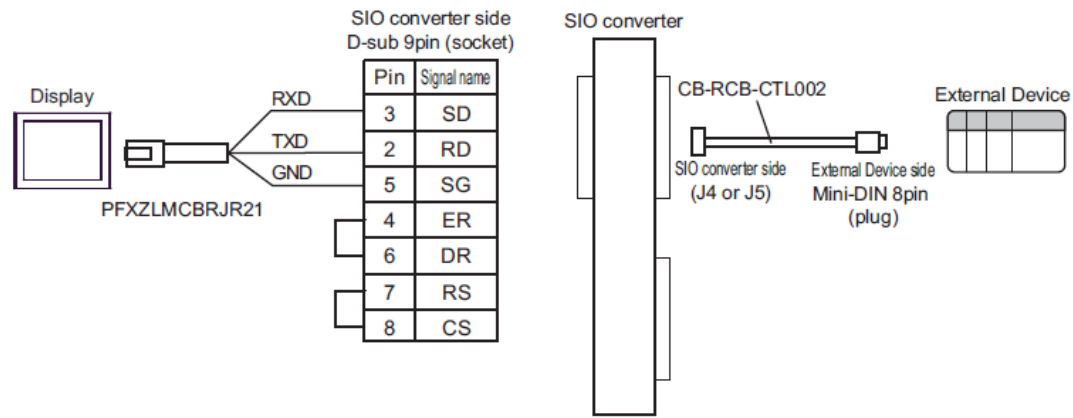 SIO converter side
D-sub 9pin (socket)
Display
PFXZLMCBRJR21
RXD
TXD
GND
Pin Signal name
3 SD
2 RD
5 SG
4 ER
6 DR
7 RS
8 CS
SIO converter
CB-RCB-CTL002
SIO converter side
(J4 or J5)
External Device side
Mini-DIN 8pin
(plug)
External Device